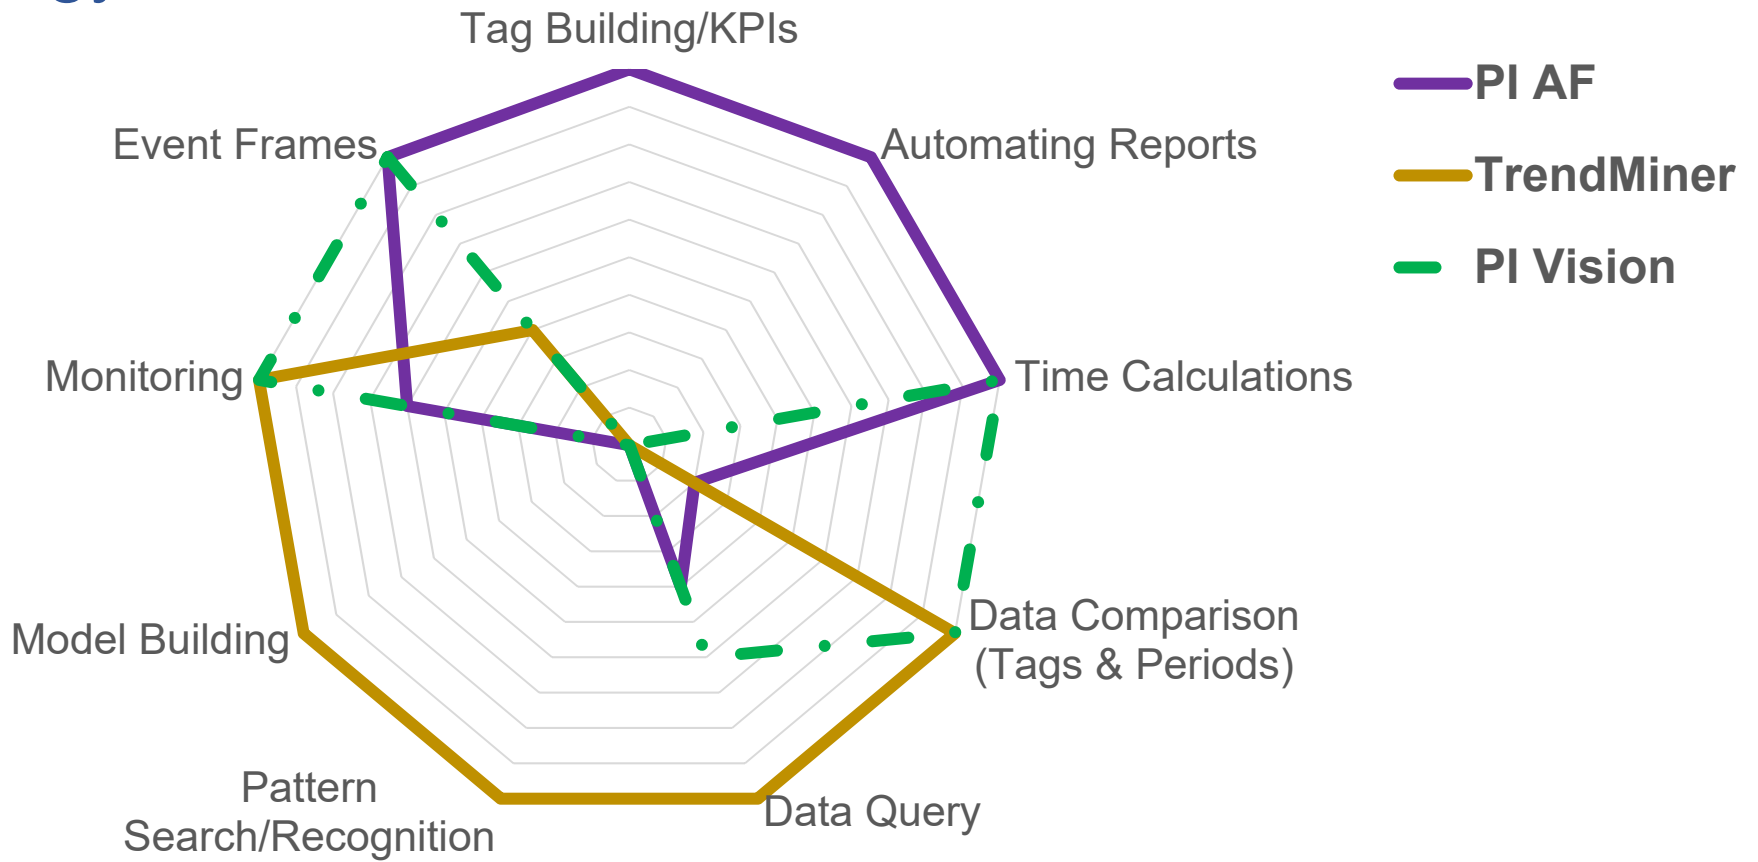 Tag Building/KPIs
PI AF
Event Frames
Automating Reports
TrendMiner
PI Vision
Monitoring
Time Calculations
Data Comparison
(Tags & Periods)
Model Building
Pattern
Search/Recognition
Data Query